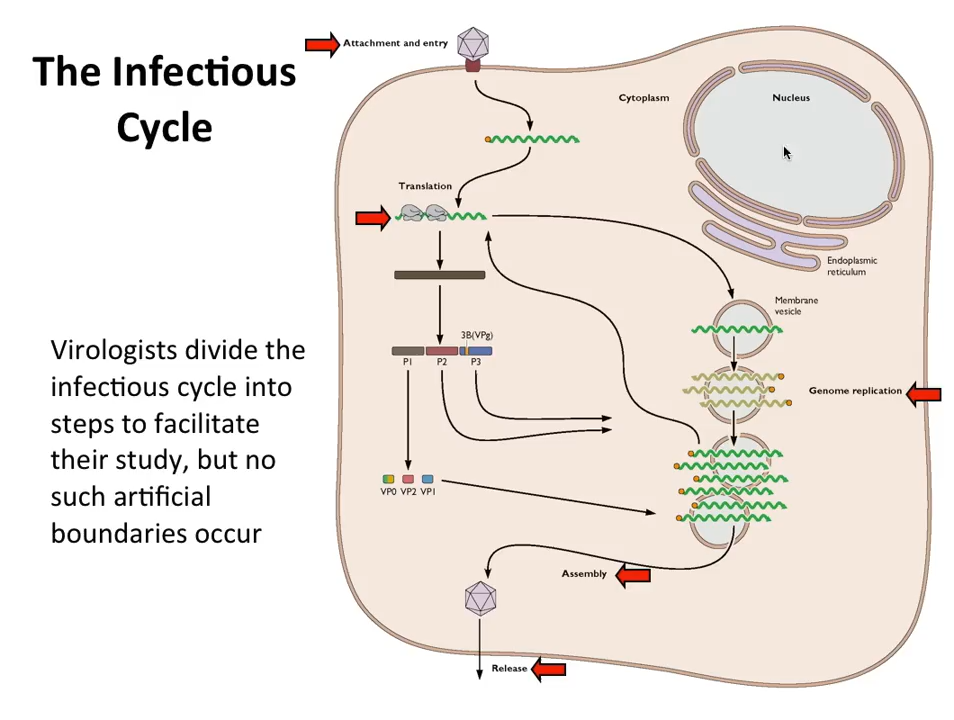 The Infectious
Cycle
Attachment and entry
Cytoplasm
Nucleus
Translation
Endoplasmic
reticulum
Membrane
vesicle
3B(VPg)
P1 P2 P3
Genome replication
Virologists divide the
infectious cycle into
steps to facilitate
their study, but no
such artificial
boundaries occur
VP0 VP2 VP1
Assembly
Release